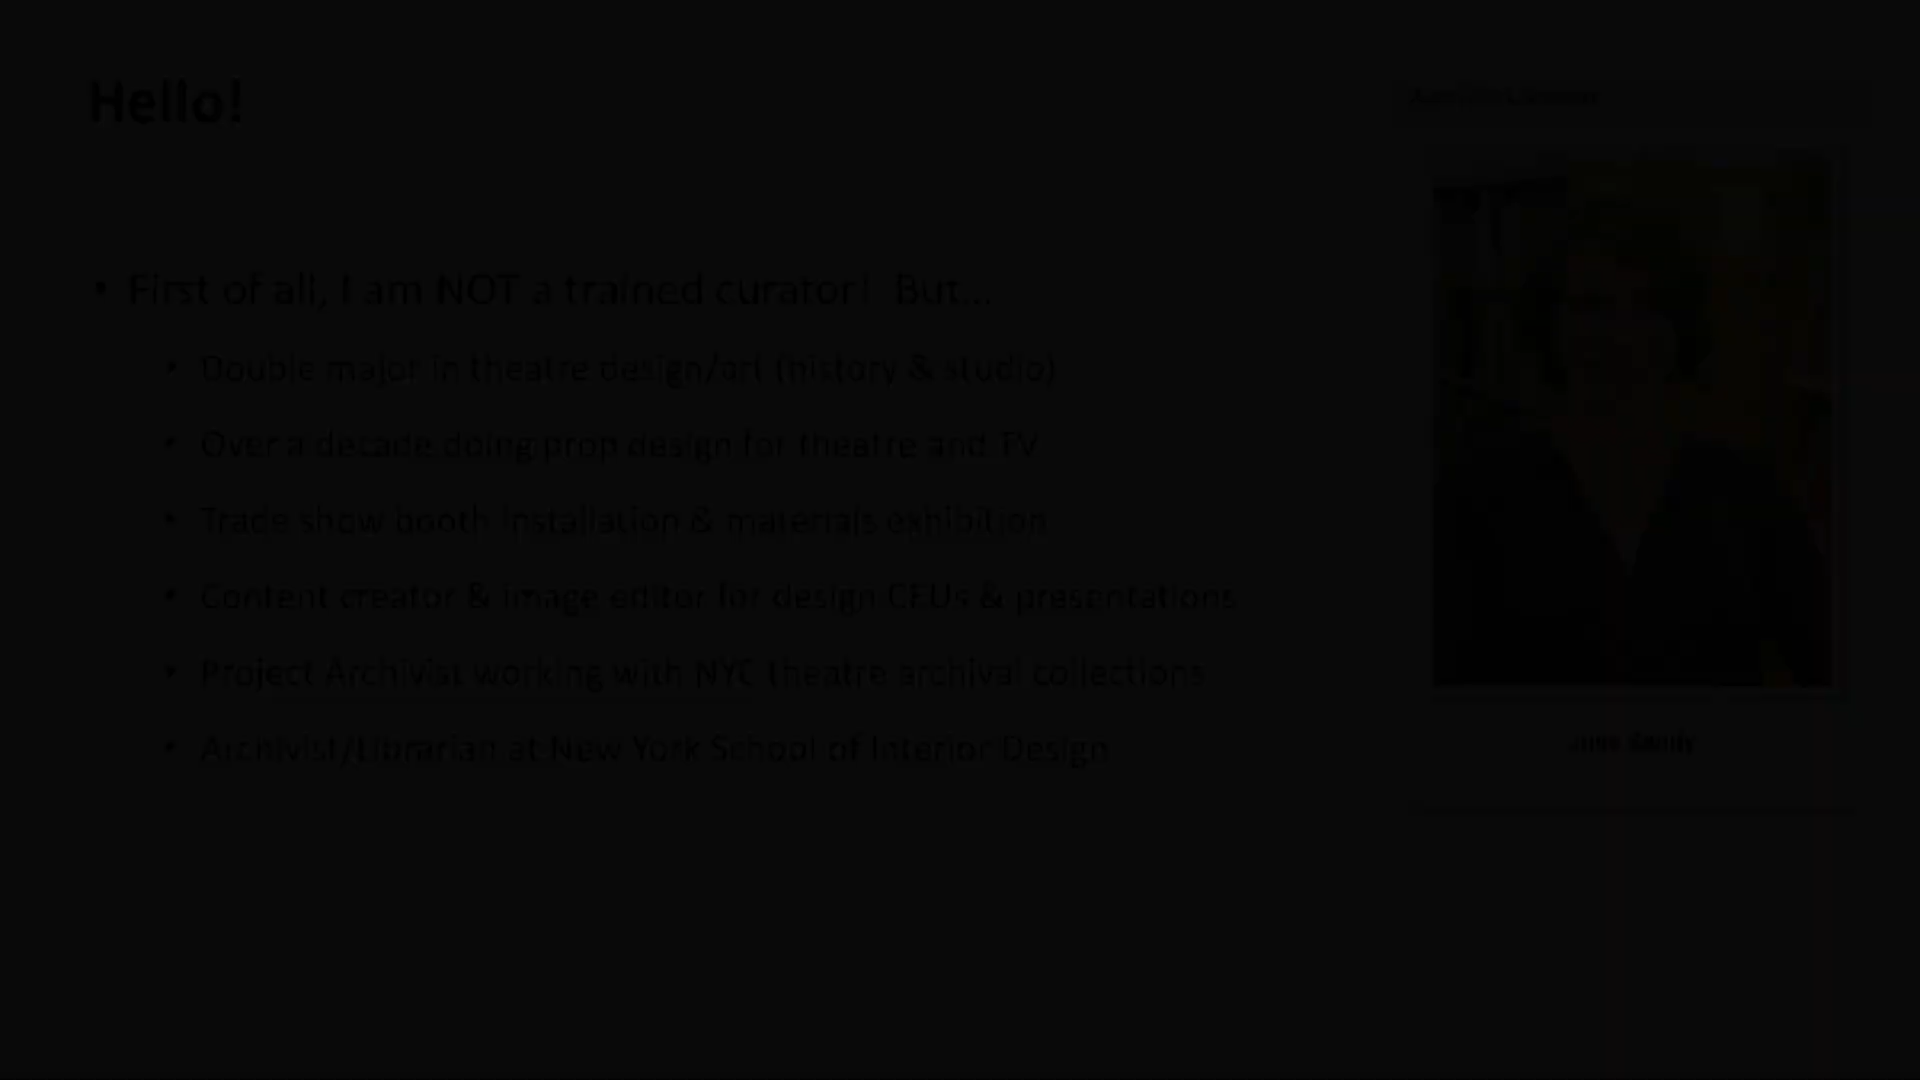 Hello!
• First of all, I am NOT a trained curator! But...
• Double major in theatre design/art (history & studio)
• Over a decade doing prop design for theatre and TV
• Trade show booth installation & materials exhibition
• Content creator & image editor for design CEUs & presentations
• Project Archivist working with NYC theatre archival collections
• Archivist/Librarian at New York School of Interior Design